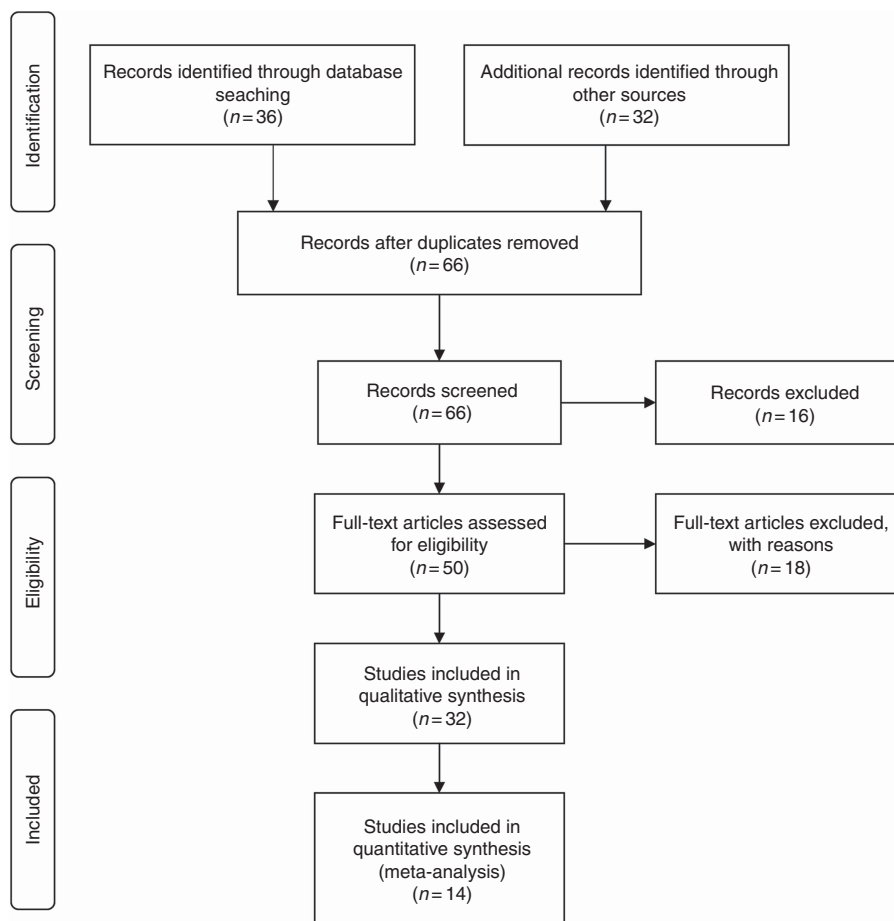 Identification
Records identified through database
seaching
(n=36)
Additional records identified through
other sources
(n=32)
Records after duplicates removed
(n=66)
Screening
Records screened
(n=66)
Records excluded
(n=16)
Eligibility
Full-text articles assessed
for eligibility
(n=50)
Full-text articles excluded,
with reasons
(n=18)
Studies included in
qualitative synthesis
(n=32)
Included
Studies included in
quantitative synthesis
(meta-analysis)
(n=14)